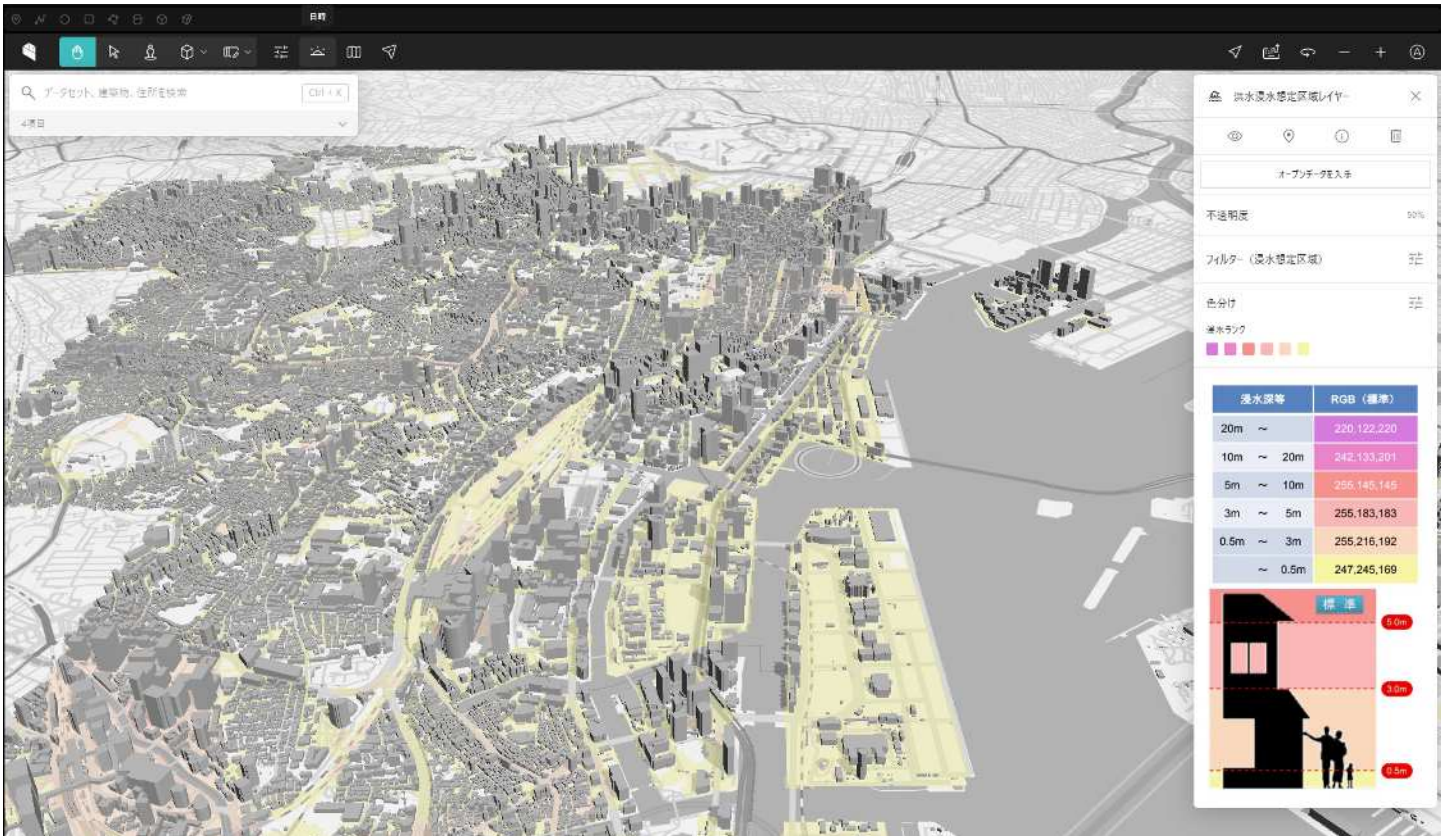 日時
データセット、建築物、住所を検索
Ctrl + K
4項目
洪水浸水想定区域レイヤー
オープンデータを入手
不透明度
50%
フィルター（浸水想定区域）
色分け
浸水ランク
浸水深等 RGB（標準）
20m ～ 220,122,220
10m ～ 20m 242,133,201
5m ～ 10m 255,145,145
3m ～ 5m 255,183,183
0.5m ～ 3m 255,216,192
～ 0.5m 247,245,169
標準
5.0m
3.0m
0.5m